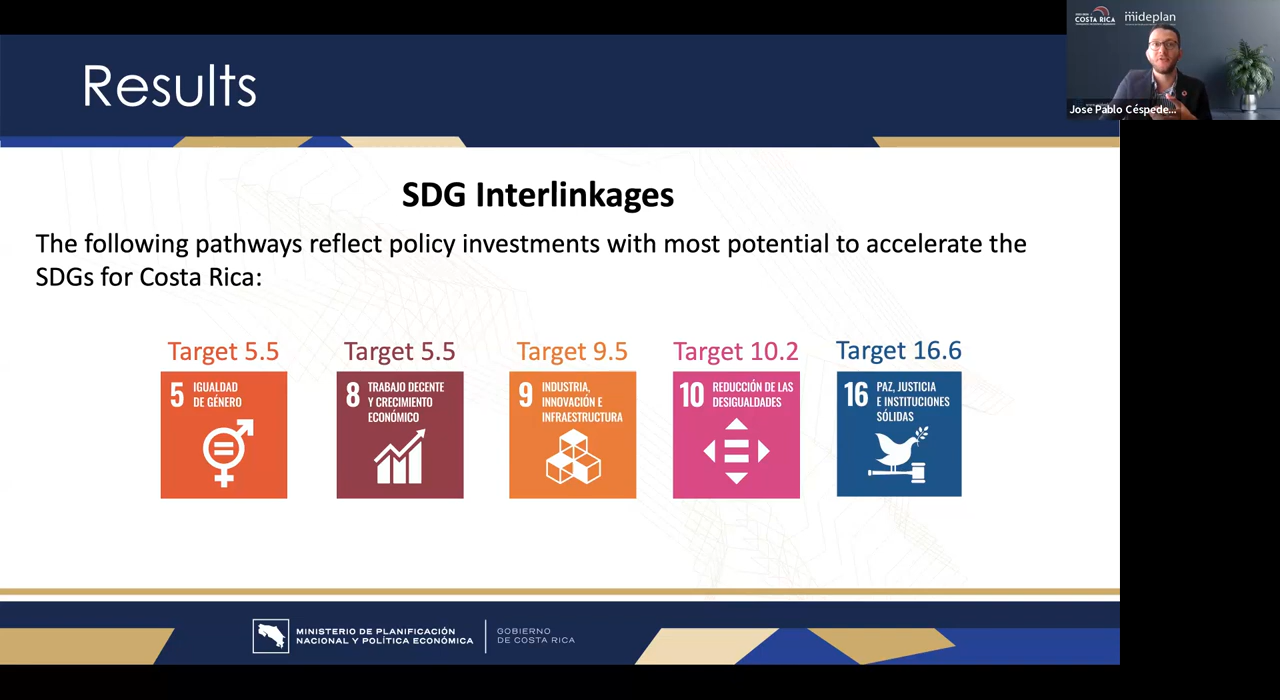 Results
COSTA RICA
mideplan
José Pablo Céspede...
SDG Interlinkages
The following pathways reflect policy investments with most potential to accelerate the
SDGs for Costa Rica:
Target 5.5
5 IGUALDAD
DE GÉNERO
Target 5.5
8 TRABAJO DECENTE
Y CRECIMIENTO
ECONÓMICO
Target 9.5
9 INDUSTRIA,
INNOVACIÓN E
INFRAESTRUCTURA
Target 10.2
10 REDUCCIÓN DE LAS
DESIGUALDADES
Target 16.6
16 PAZ, JUSTICIA
E INSTITUCIONES
SÓLIDAS
MINISTERIO DE PLANIFICACIÓN
NACIONAL Y POLÍTICA ECONÓMICA
GOBIERNO
DE COSTA RICA